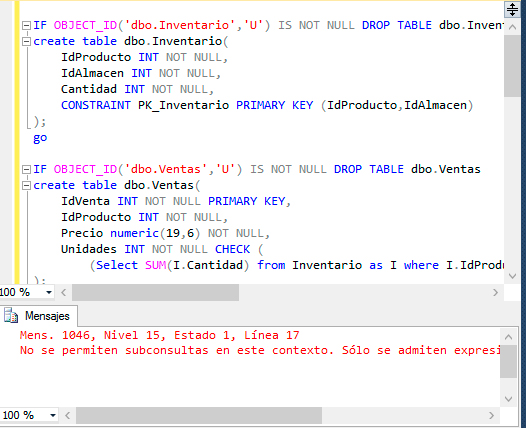 IF OBJECT_ID('dbo.Inventario','U') IS NOT NULL DROP TABLE dbo.Invent
create table dbo.Inventario(
IdProducto INT NOT NULL,
IdAlmacen INT NOT NULL,
Cantidad INT NOT NULL,
CONSTRAINT PK_Inventario PRIMARY KEY (IdProducto,IdAlmacen)
);
go
IF OBJECT_ID('dbo.Ventas','U') IS NOT NULL DROP TABLE dbo.Ventas
create table dbo.Ventas(
IdVenta INT NOT NULL PRIMARY KEY,
IdProducto INT NOT NULL,
Precio numeric(19,6) NOT NULL,
Unidades INT NOT NULL CHECK (
(Select SUM(I.Cantidad) from Inventario as I where I.IdProdu
);
100 %
Mensajes
Mens. 1046, Nivel 15, Estado 1, Línea 17
No se permiten subconsultas en este contexto. Sólo se admiten expresi
100 %